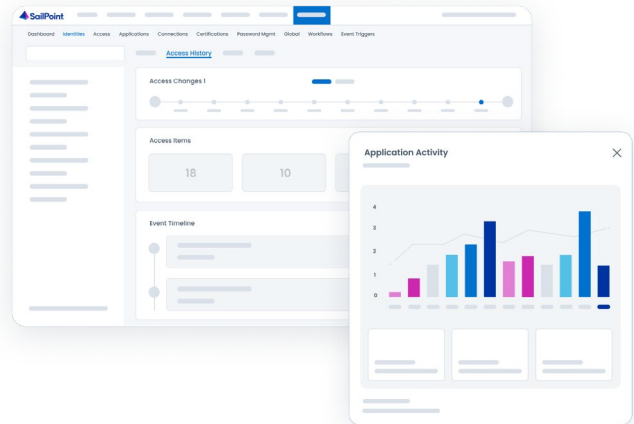 SailPoint
Dashboard Identities Access Applications Connections Certifications Password Mgmt Global Workflows Event Triggers
Access History
Access Changes I
Access Items
18 10
Event Timeline
Application Activity
4
3
2
1
0